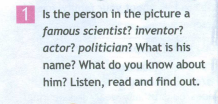 1 Is the person in the picture a
famous scientist? inventor?
actor? politician? What is his
name? What do you know about
him? Listen, read and find out.